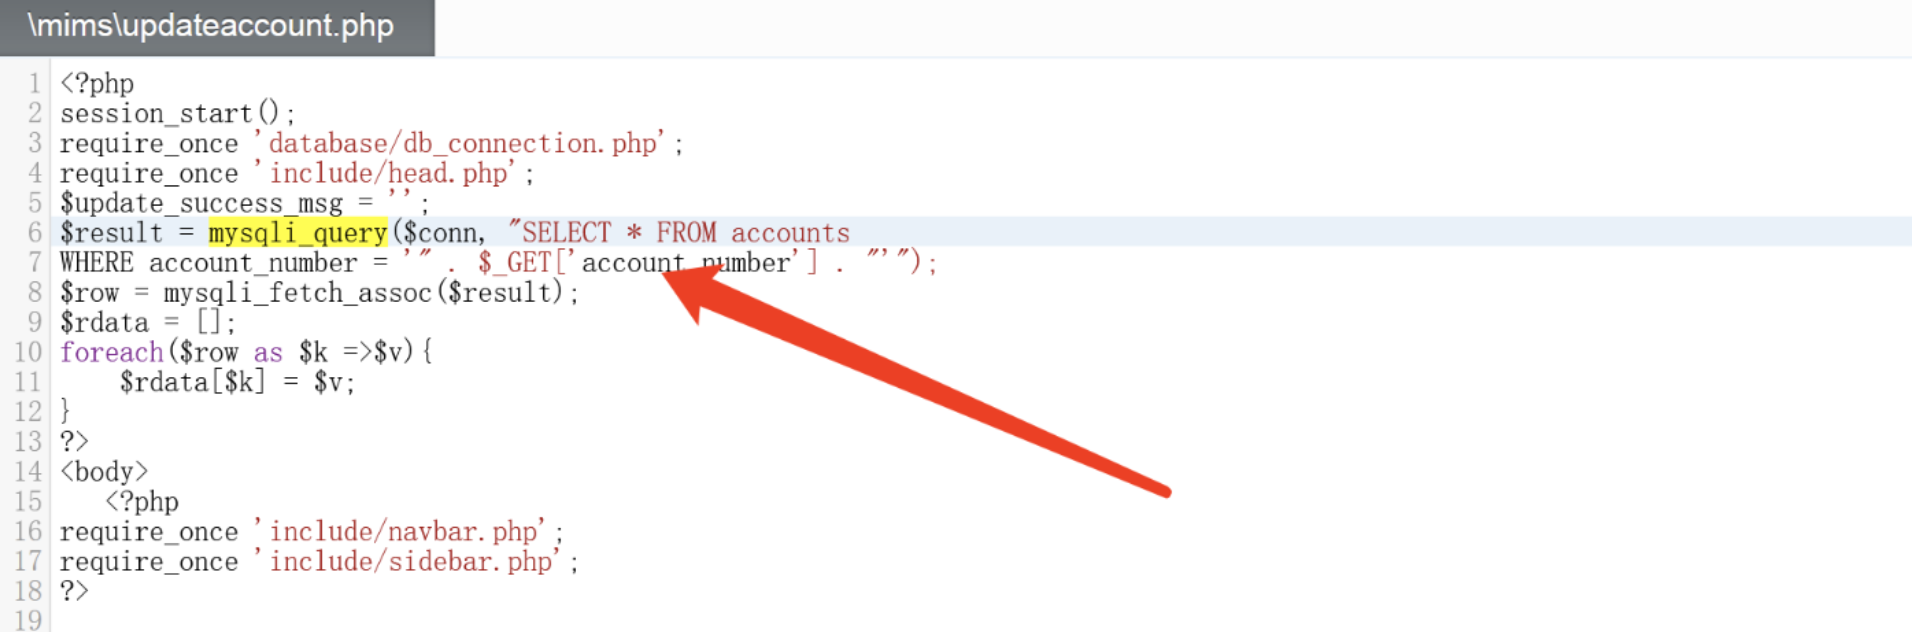 \mims\updateaccount.php
1 <?php
2 session_start();
3 require_once 'database/db_connection.php';
4 require_once 'include/head.php';
5 $update_success_msg = '';
6 $result = mysqli_query($conn, "SELECT * FROM accounts
7 WHERE account_number = '" . $_GET['account_number'] . "'");
8 $row = mysqli_fetch_assoc($result);
9 $rdata = [];
10 foreach($row as $k =>$v){
11     $rdata[$k] = $v;
12 }
13 ?>
14 <body>
15    <?php
16 require_once 'include/navbar.php';
17 require_once 'include/sidebar.php';
18 ?>
19